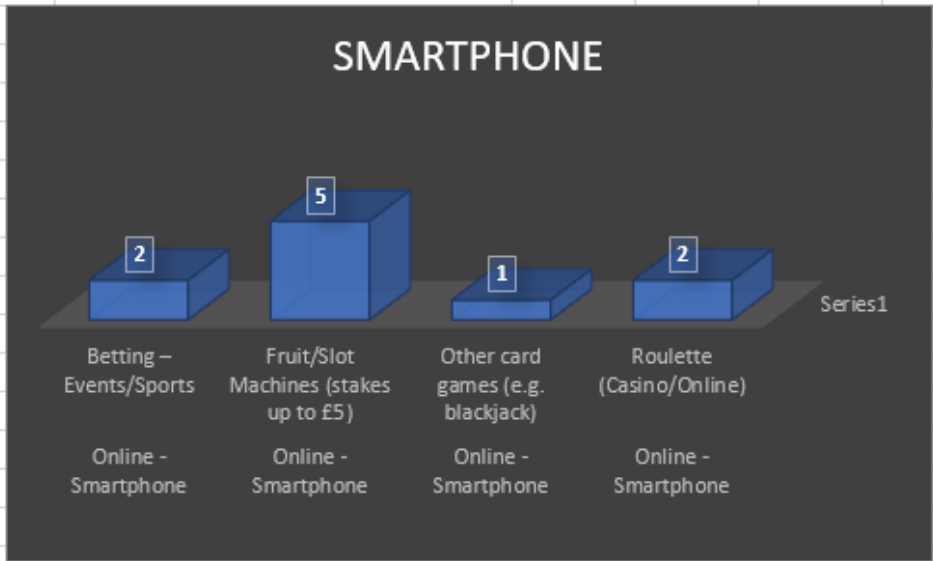 SMARTPHONE
2
5
1
2
Series1
Betting –
Events/Sports
Fruit/Slot
Machines (stakes
up to £5)
Other card
games (e.g.
blackjack)
Roulette
(Casino/Online)
Online -
Smartphone
Online -
Smartphone
Online -
Smartphone
Online -
Smartphone